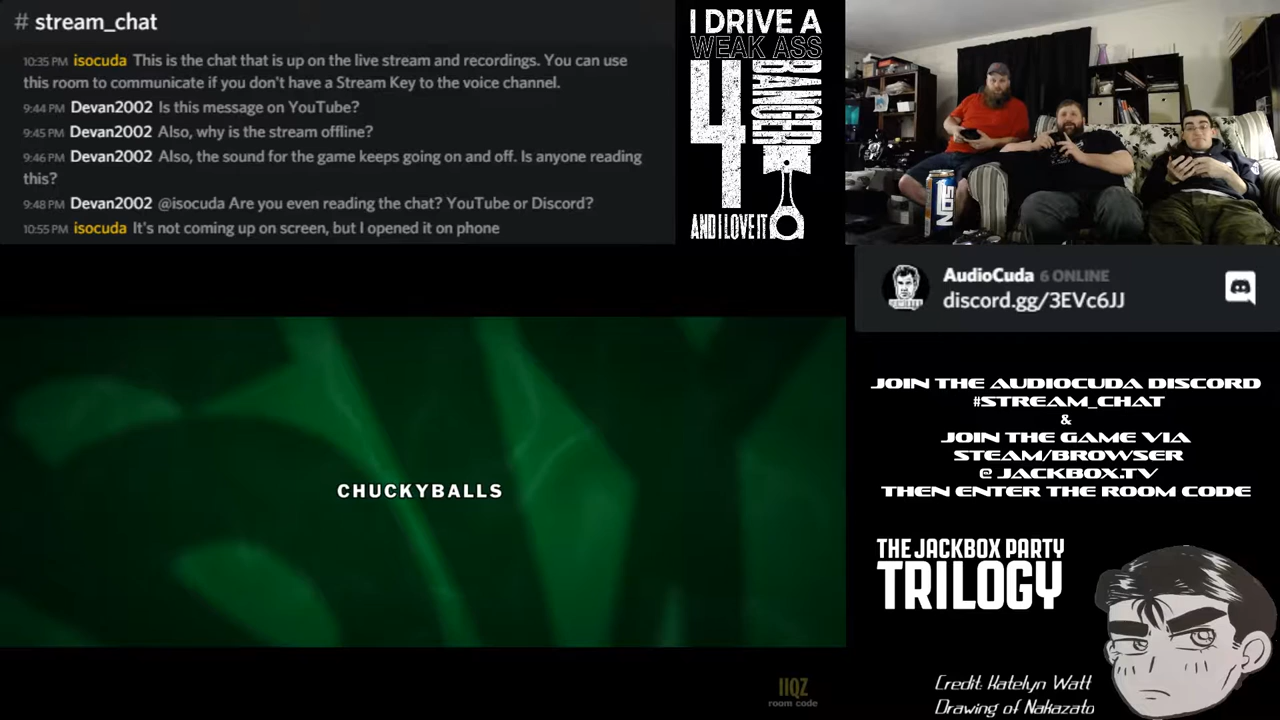 # stream_chat
10:35 PM isocuda This is the chat that is up on the live stream and recordings. You can use
this room to communicate if you don't have a Stream Key to the voice channel.
9:44 PM Devan2002 Is this message on YouTube?
9:45 PM Devan2002 Also, why is the stream offline?
9:46 PM Devan2002 Also, the sound for the game keeps going on and off. Is anyone reading
this?
9:48 PM Devan2002 @isocuda Are you even reading the chat? YouTube or Discord?
10:55 PM isocuda It's not coming up on screen, but I opened it on phone
I DRIVE A
WEAK ASS
4
BANGER
AND I LOVE IT
NOS
AudioCuda 6 ONLINE
discord.gg/3EVc6JJ
CHUCKYBALLS
JOIN THE AUDIOCUDA DISCORD
#STREAM_CHAT
&
JOIN THE GAME VIA
STEAM/BROWSER
@ JACKBOX.TV
THEN ENTER THE ROOM CODE
THE JACKBOX PARTY
TRILOGY
IIQZ
room code
Credit: Katelyn Watt
Drawing of Nakazato